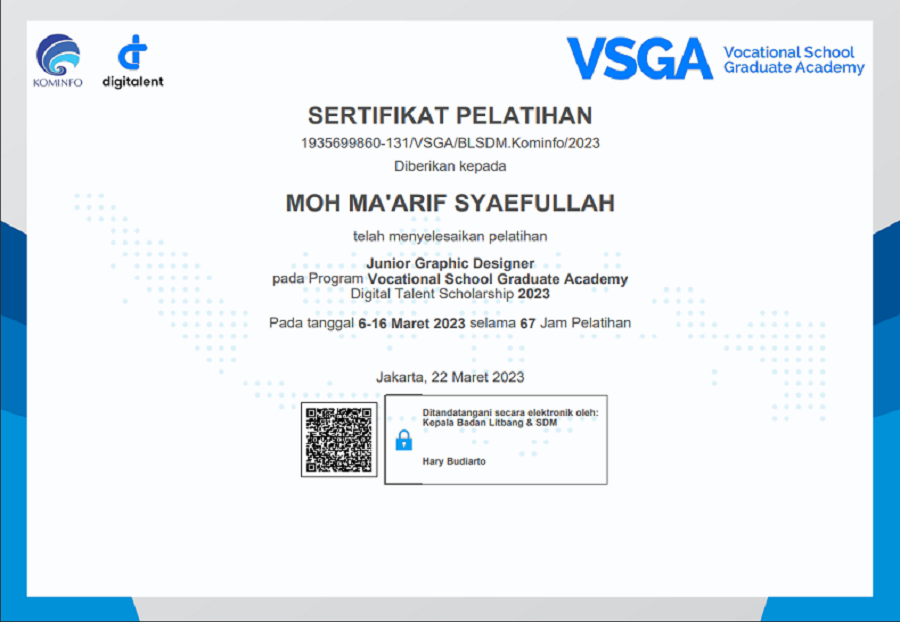 KOMINFO
digitalent
VSGA
Vocational School
Graduate Academy
SERTIFIKAT PELATIHAN
1935699860-131/VSGA/BLSDM.Kominfo/2023
Diberikan kepada
MOH MA'ARIF SYAEFULLAH
telah menyelesaikan pelatihan
Junior Graphic Designer
pada Program Vocational School Graduate Academy
Digital Talent Scholarship 2023
Pada tanggal 6-16 Maret 2023 selama 67 Jam Pelatihan
Jakarta, 22 Maret 2023
Ditandatangani secara elektronik oleh:
Kepala Badan Litbang & SDM
Hary Budiarto